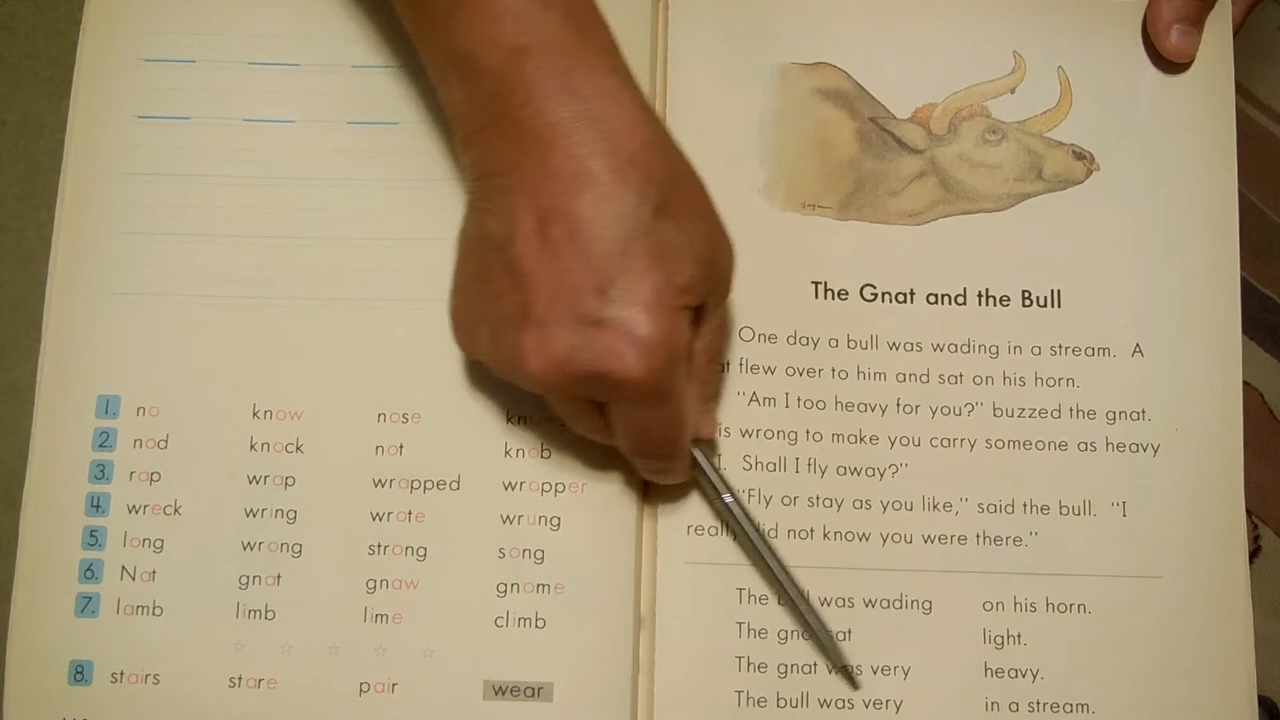 1. no know nose
2. nod knock not knob
3. rap wrap wrapped wrapper
4. wreck wring wrote wrung
5. long wrong strong song
6. Nat gnat gnaw gnome
7. lamb limb lime climb
8. stairs stare pair wear
The Gnat and the Bull
One day a bull was wading in a stream. A
flew over to him and sat on his horn.
"Am I too heavy for you?" buzzed the gnat.
is wrong to make you carry someone as heavy
I. Shall I fly away?"
"Fly or stay as you like," said the bull. "I
really did not know you were there."
The bull was wading on his horn.
The gnat sat light.
The gnat was very heavy.
The bull was very in a stream.